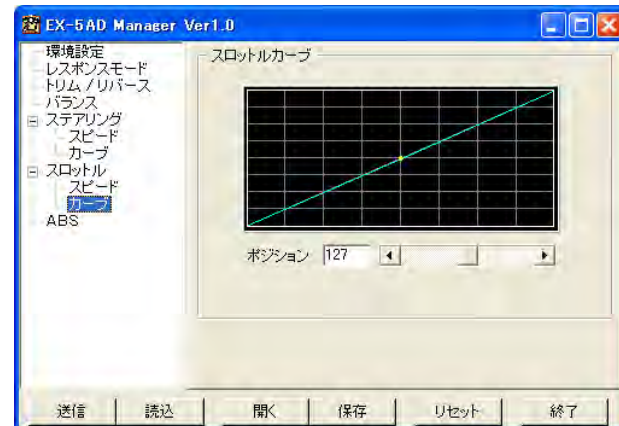 EX-5AD Manager Ver1.0
環境設定
レスポンスモード
トリム / リバース
バランス
ステアリング
スピード
カーブ
スロットル
スピード
カーブ
ABS
スロットルカーブ
ポジション 127
送信 読込 開く 保存 リセット 終了